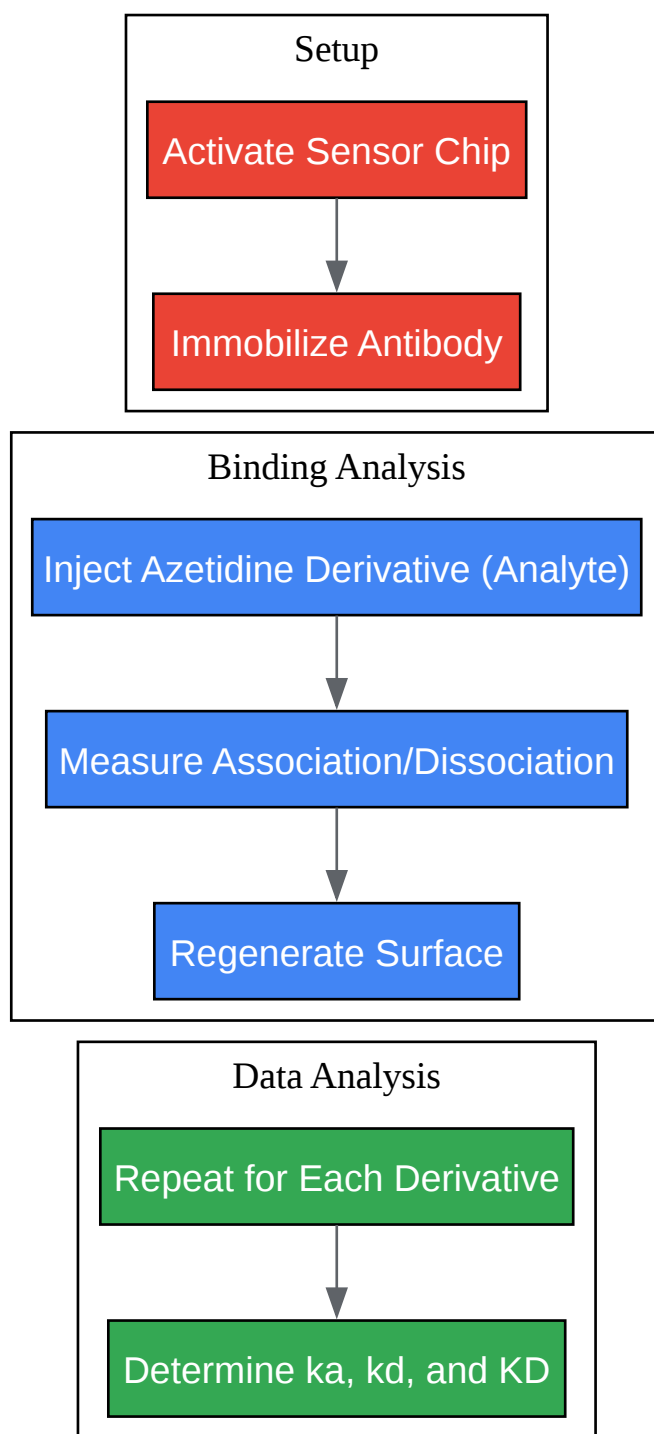 Setup
Activate Sensor Chip
Immobilize Antibody
Binding Analysis
Inject Azetidine Derivative (Analyte)
Measure Association/Dissociation
Regenerate Surface
Data Analysis
Repeat for Each Derivative
Determine ka, kd, and KD